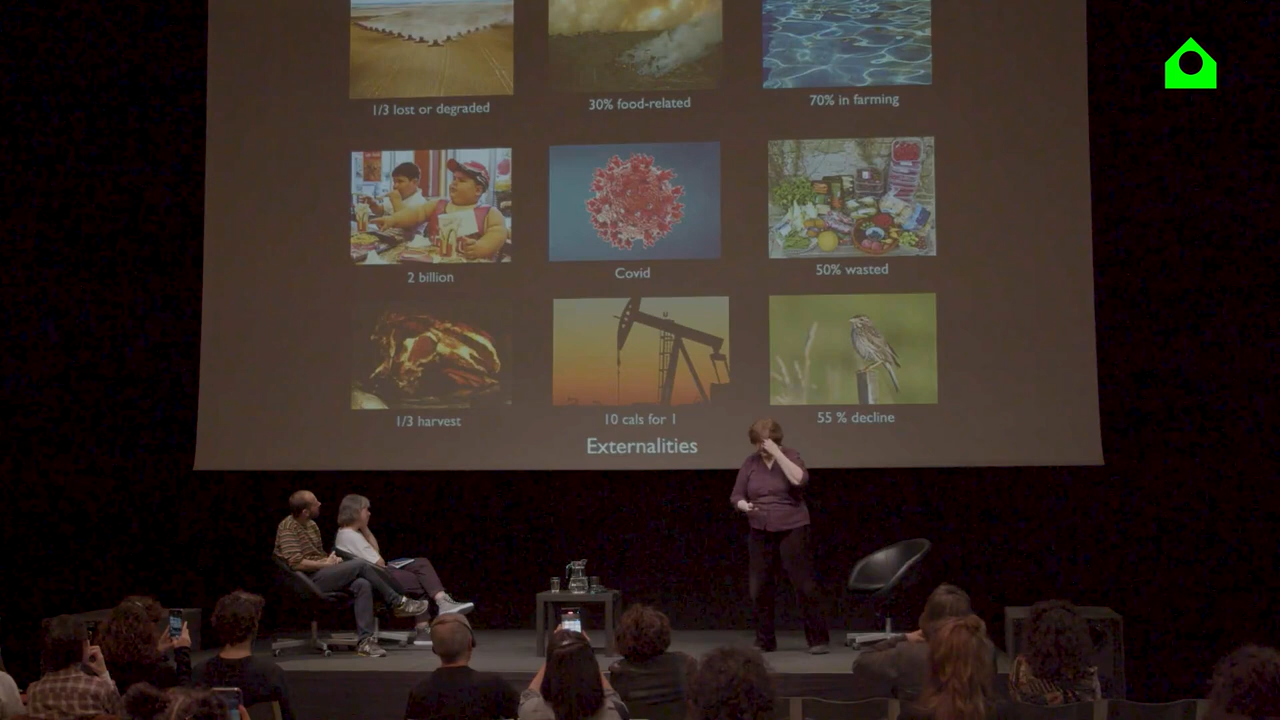 1/3 lost or degraded
30% food-related
70% in farming
2 billion
Covid
50% wasted
1/3 harvest
10 cals for 1
55 % decline
Externalities